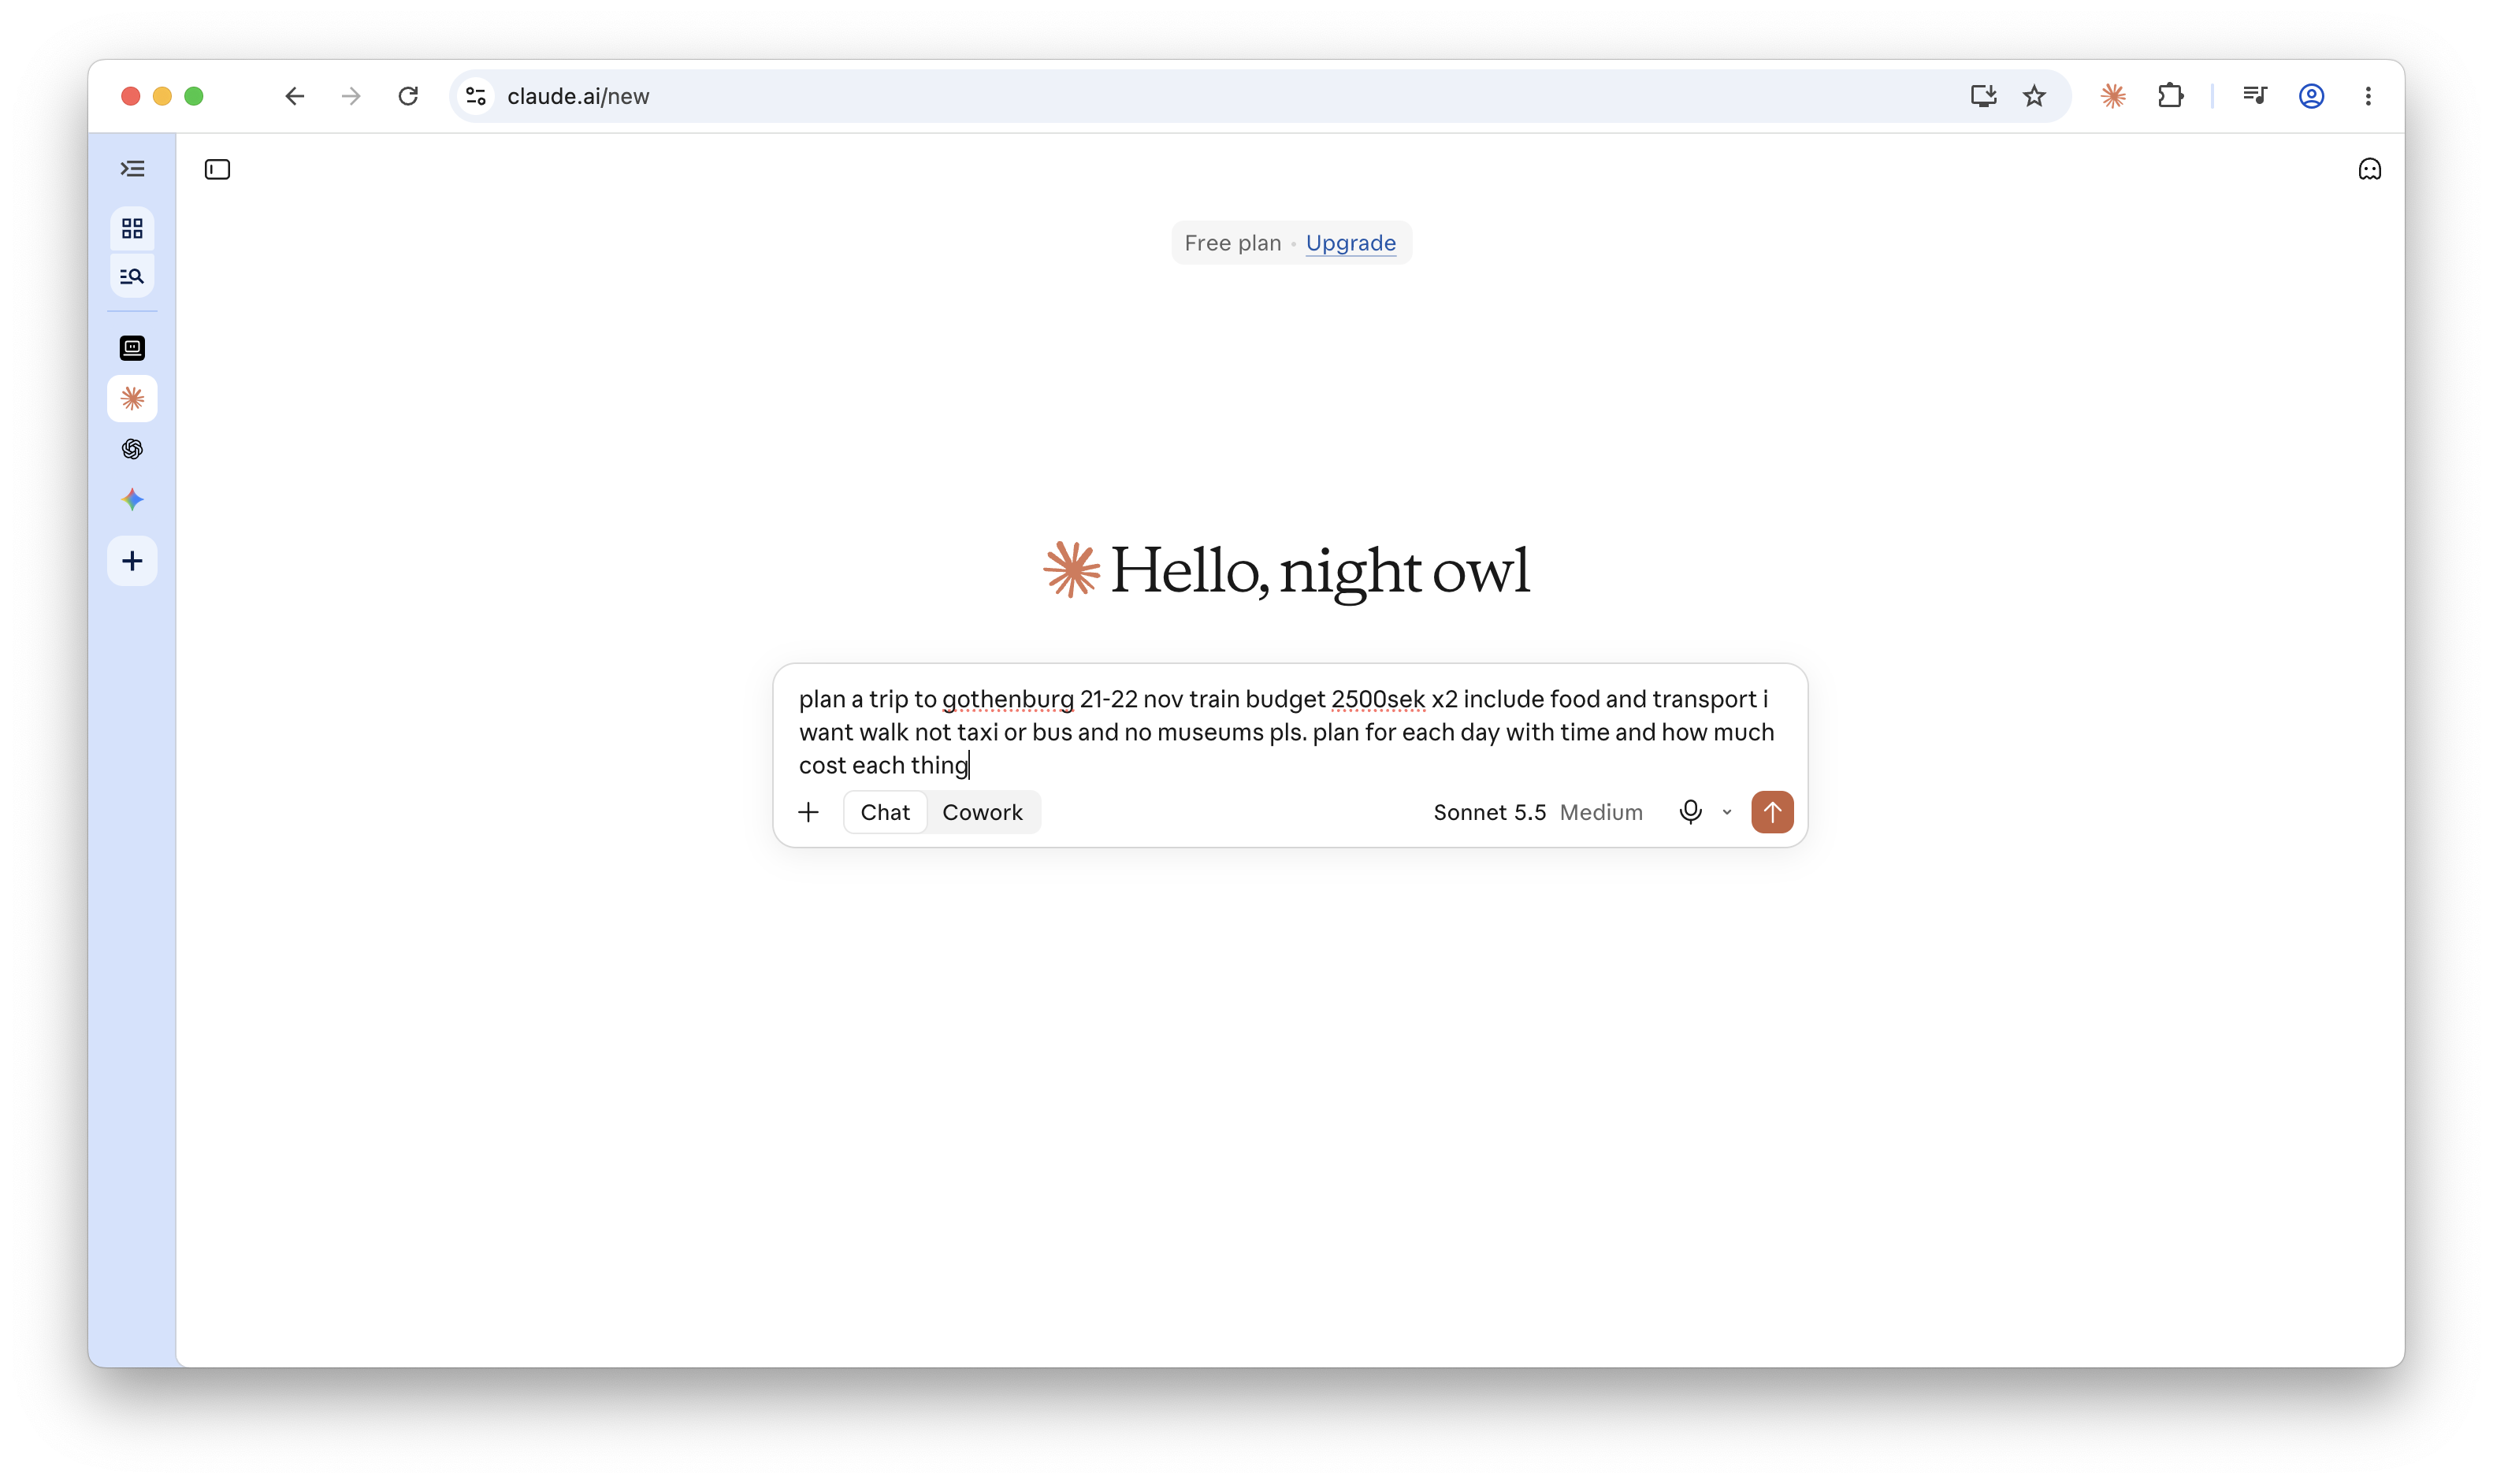 claude.ai/new
Free plan • Upgrade
Hello, night owl
plan a trip to gothenburg 21-22 nov train budget 2500sek x2 include food and transport i
want walk not taxi or bus and no museums pls. plan for each day with time and how much
cost each thing
Chat Cowork Sonnet 5.5 Medium